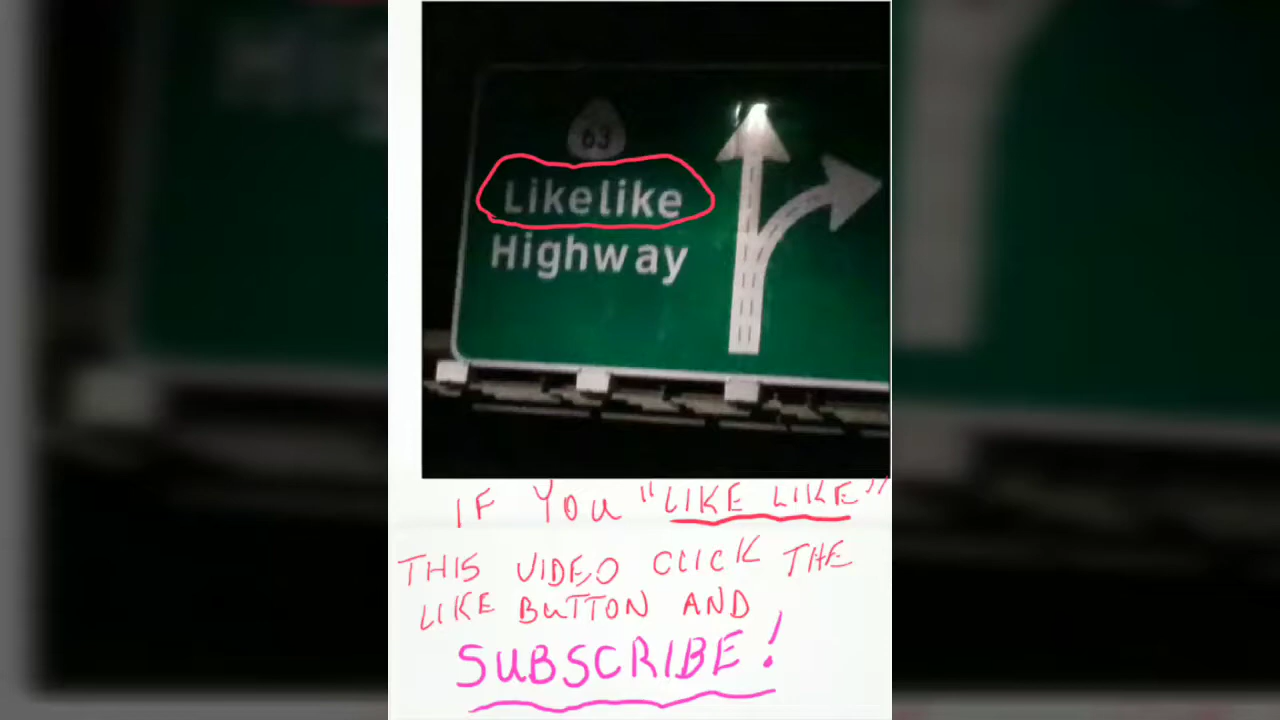 63
Likelike
Highway
IF YOU "LIKE LIKE"
THIS VIDEO CLICK THE
LIKE BUTTON AND
SUBSCRIBE!